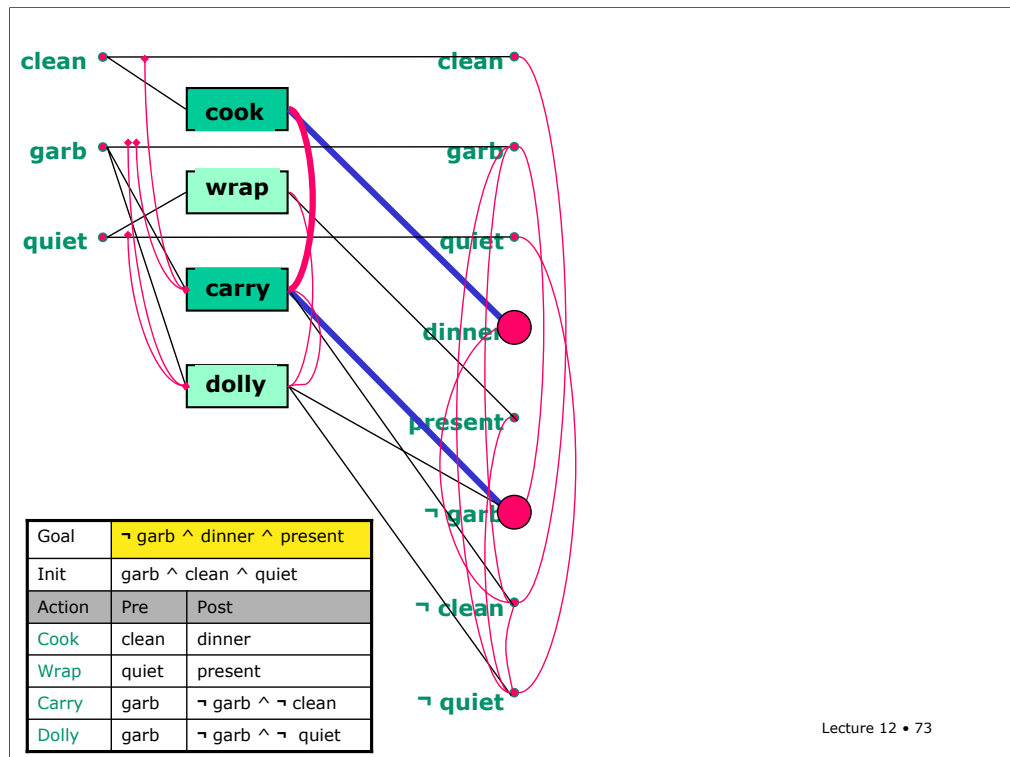 clean clean
cook
garb garb
wrap
quiet quiet
carry
dinner
dolly
present
¬ garb
¬ clean
¬ quiet
Goal ¬ garb ^ dinner ^ present
Init garb ^ clean ^ quiet
Action Pre Post
Cook clean dinner
Wrap quiet present
Carry garb ¬ garb ^ ¬ clean
Dolly garb ¬ garb ^ ¬ quiet
Lecture 12 • 73